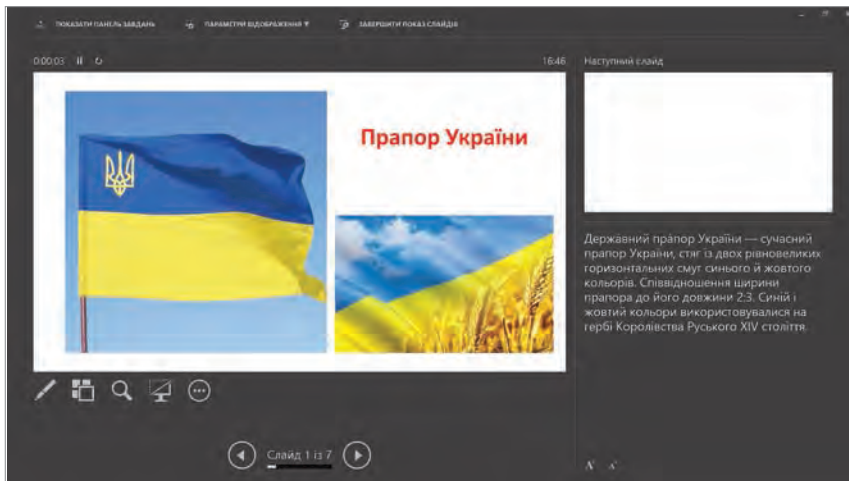 ПОКАЗАТИ ПАНЕЛЬ ЗАВДАНЬ ПАРАМЕТРИ ВІДОБРАЖЕННЯ ▼ ЗАВЕРШИТИ ПОКАЗ СЛАЙДІВ
0:00:03 16:46 Наступний слайд
Прапор України
Державний пра́пор України — сучасний
прапор України, стяг із двох рівновеликих
горизонтальних смуг синього й жовтого
кольорів. Співвідношення ширини
прапора до його довжини 2:3. Синій і
жовтий кольори використовувалися на
гербі Королівства Руського XIV століття.
Слайд 1 із 7
A A